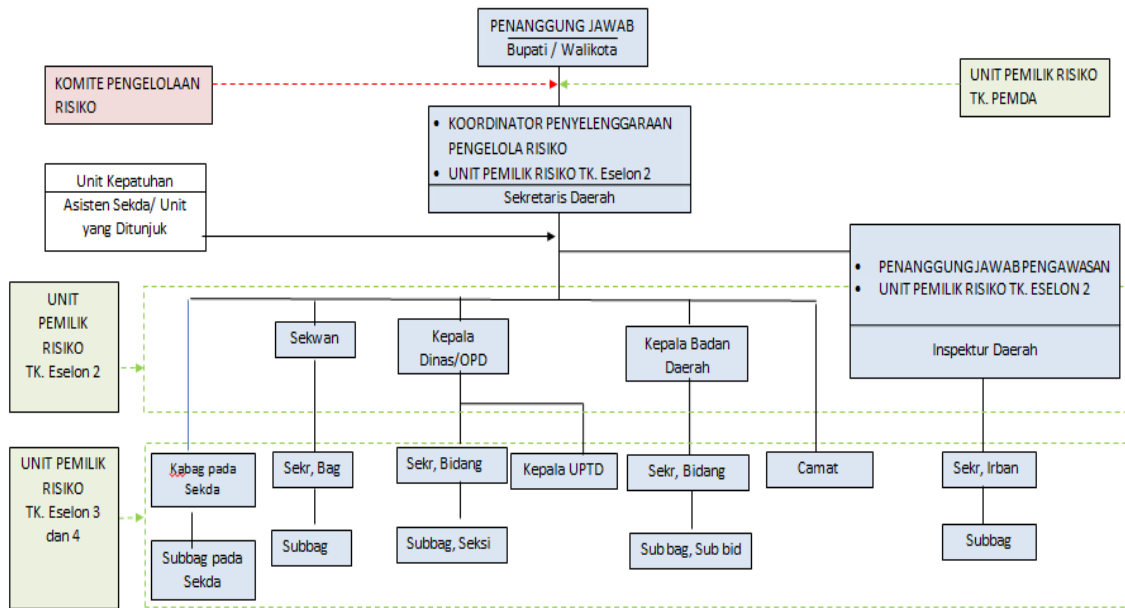 PENANGGUNG JAWAB
Bupati / Walikota
KOMITE PENGELOLAAN
RISIKO
UNIT PEMILIK RISIKO
TK. PEMDA
• KOORDINATOR PENYELENGGARAAN
PENGELOLA RISIKO
• UNIT PEMILIK RISIKO TK. Eselon 2
Sekretaris Daerah
Unit Kepatuhan
Asisten Sekda/ Unit
yang Ditunjuk
• PENANGGUNG JAWAB PENGAWASAN
• UNIT PEMILIK RISIKO TK. ESELON 2
Inspektur Daerah
UNIT
PEMILIK
RISIKO
TK. Eselon 2
Sekwan
Kepala
Dinas/OPD
Kepala Badan
Daerah
UNIT PEMILIK
RISIKO
TK. Eselon 3
dan 4
Kabag pada
Sekda
Sekr, Bag
Sekr, Bidang
Kepala UPTD
Sekr, Bidang
Camat
Sekr, Irban
Subbag pada
Sekda
Subbag
Subbag, Seksi
Subbag, Sub bid
Subbag